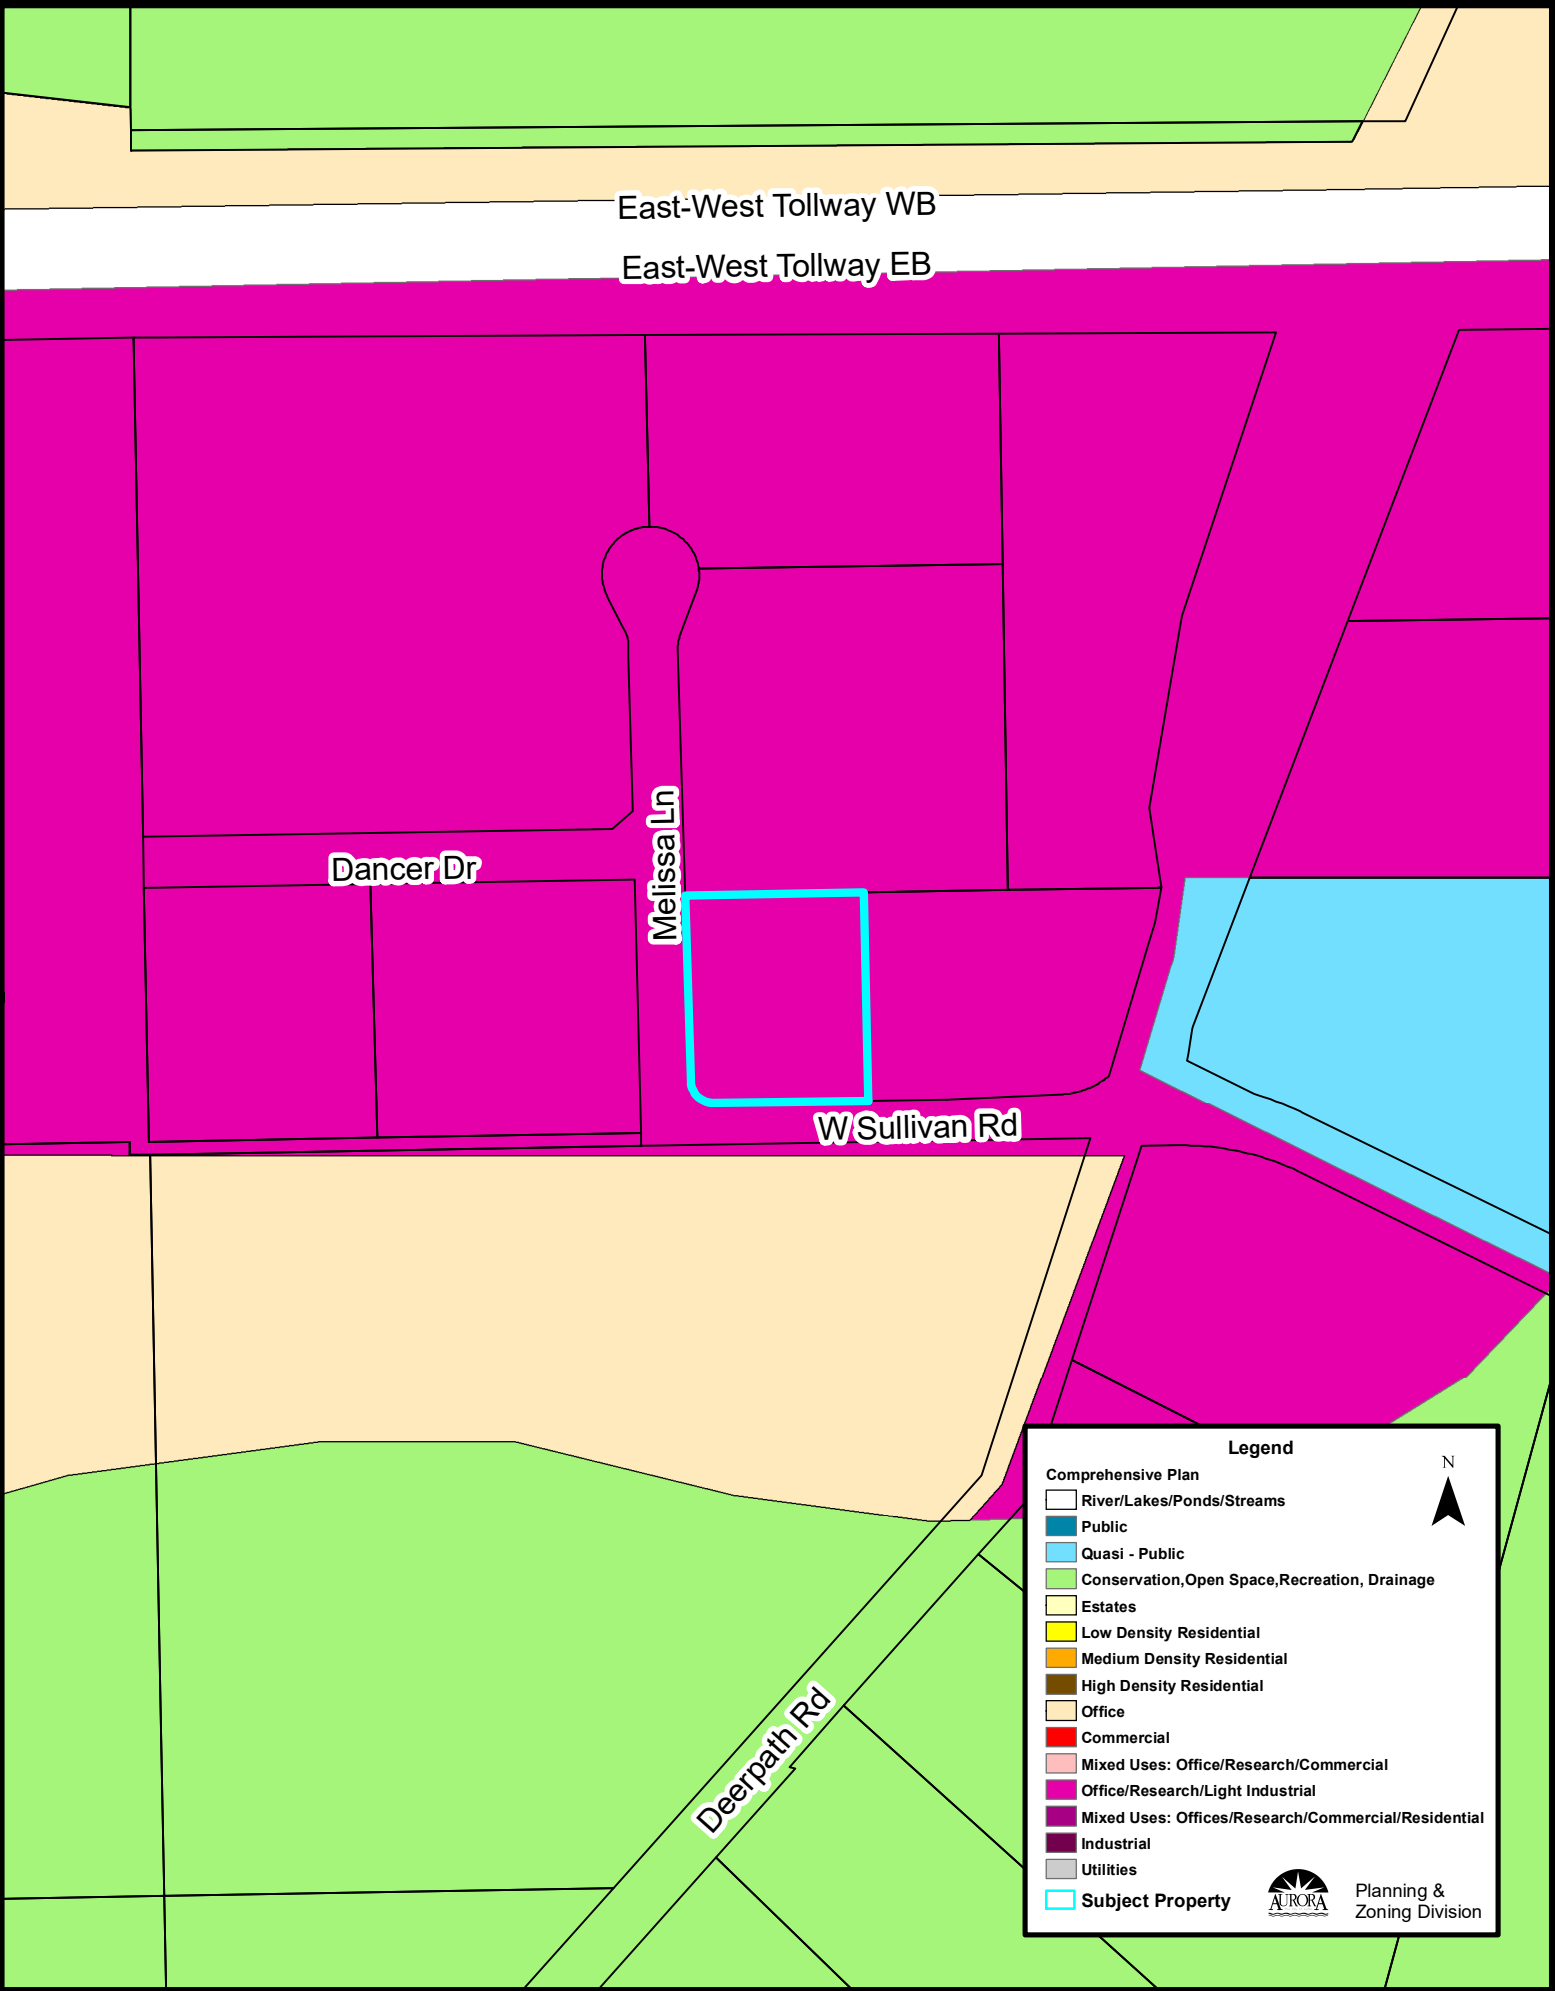 East-West Tollway WB
East-West Tollway EB
Melissa Ln
Dancer Dr
W Sullivan Rd
Deerpath Rd
Legend
N
Comprehensive Plan
River/Lakes/Ponds/Streams
Public
Quasi - Public
Conservation,Open Space,Recreation, Drainage
Estates
Low Density Residential
Medium Density Residential
High Density Residential
Office
Commercial
Mixed Uses: Office/Research/Commercial
Office/Research/Light Industrial
Mixed Uses: Offices/Research/Commercial/Residential
Industrial
Utilities
Subject Property
AURORA
Planning &
Zoning Division